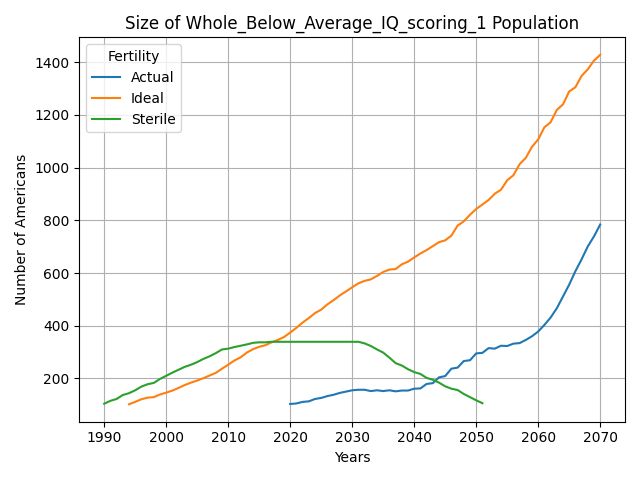 Size of Whole_Below_Average_IQ_scoring_1 Population
Fertility
Actual
Ideal
Sterile
Number of Americans
1400
1200
1000
800
600
400
200
1990 2000 2010 2020 2030 2040 2050 2060 2070
Years